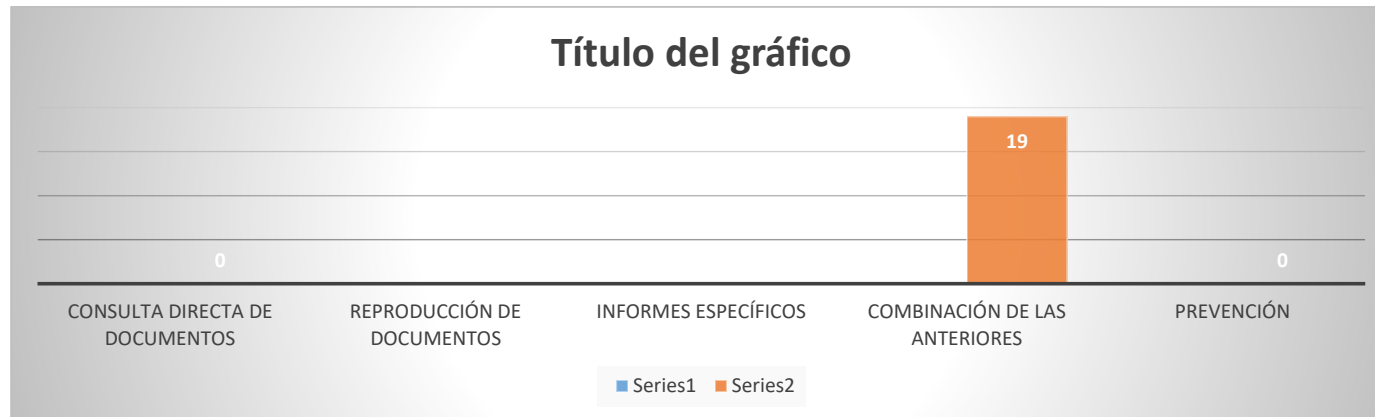 Título del gráfico
19
0
0
CONSULTA DIRECTA DE
DOCUMENTOS
REPRODUCCIÓN DE
DOCUMENTOS
INFORMES ESPECÍFICOS
COMBINACIÓN DE LAS
ANTERIORES
PREVENCIÓN
Series1
Series2